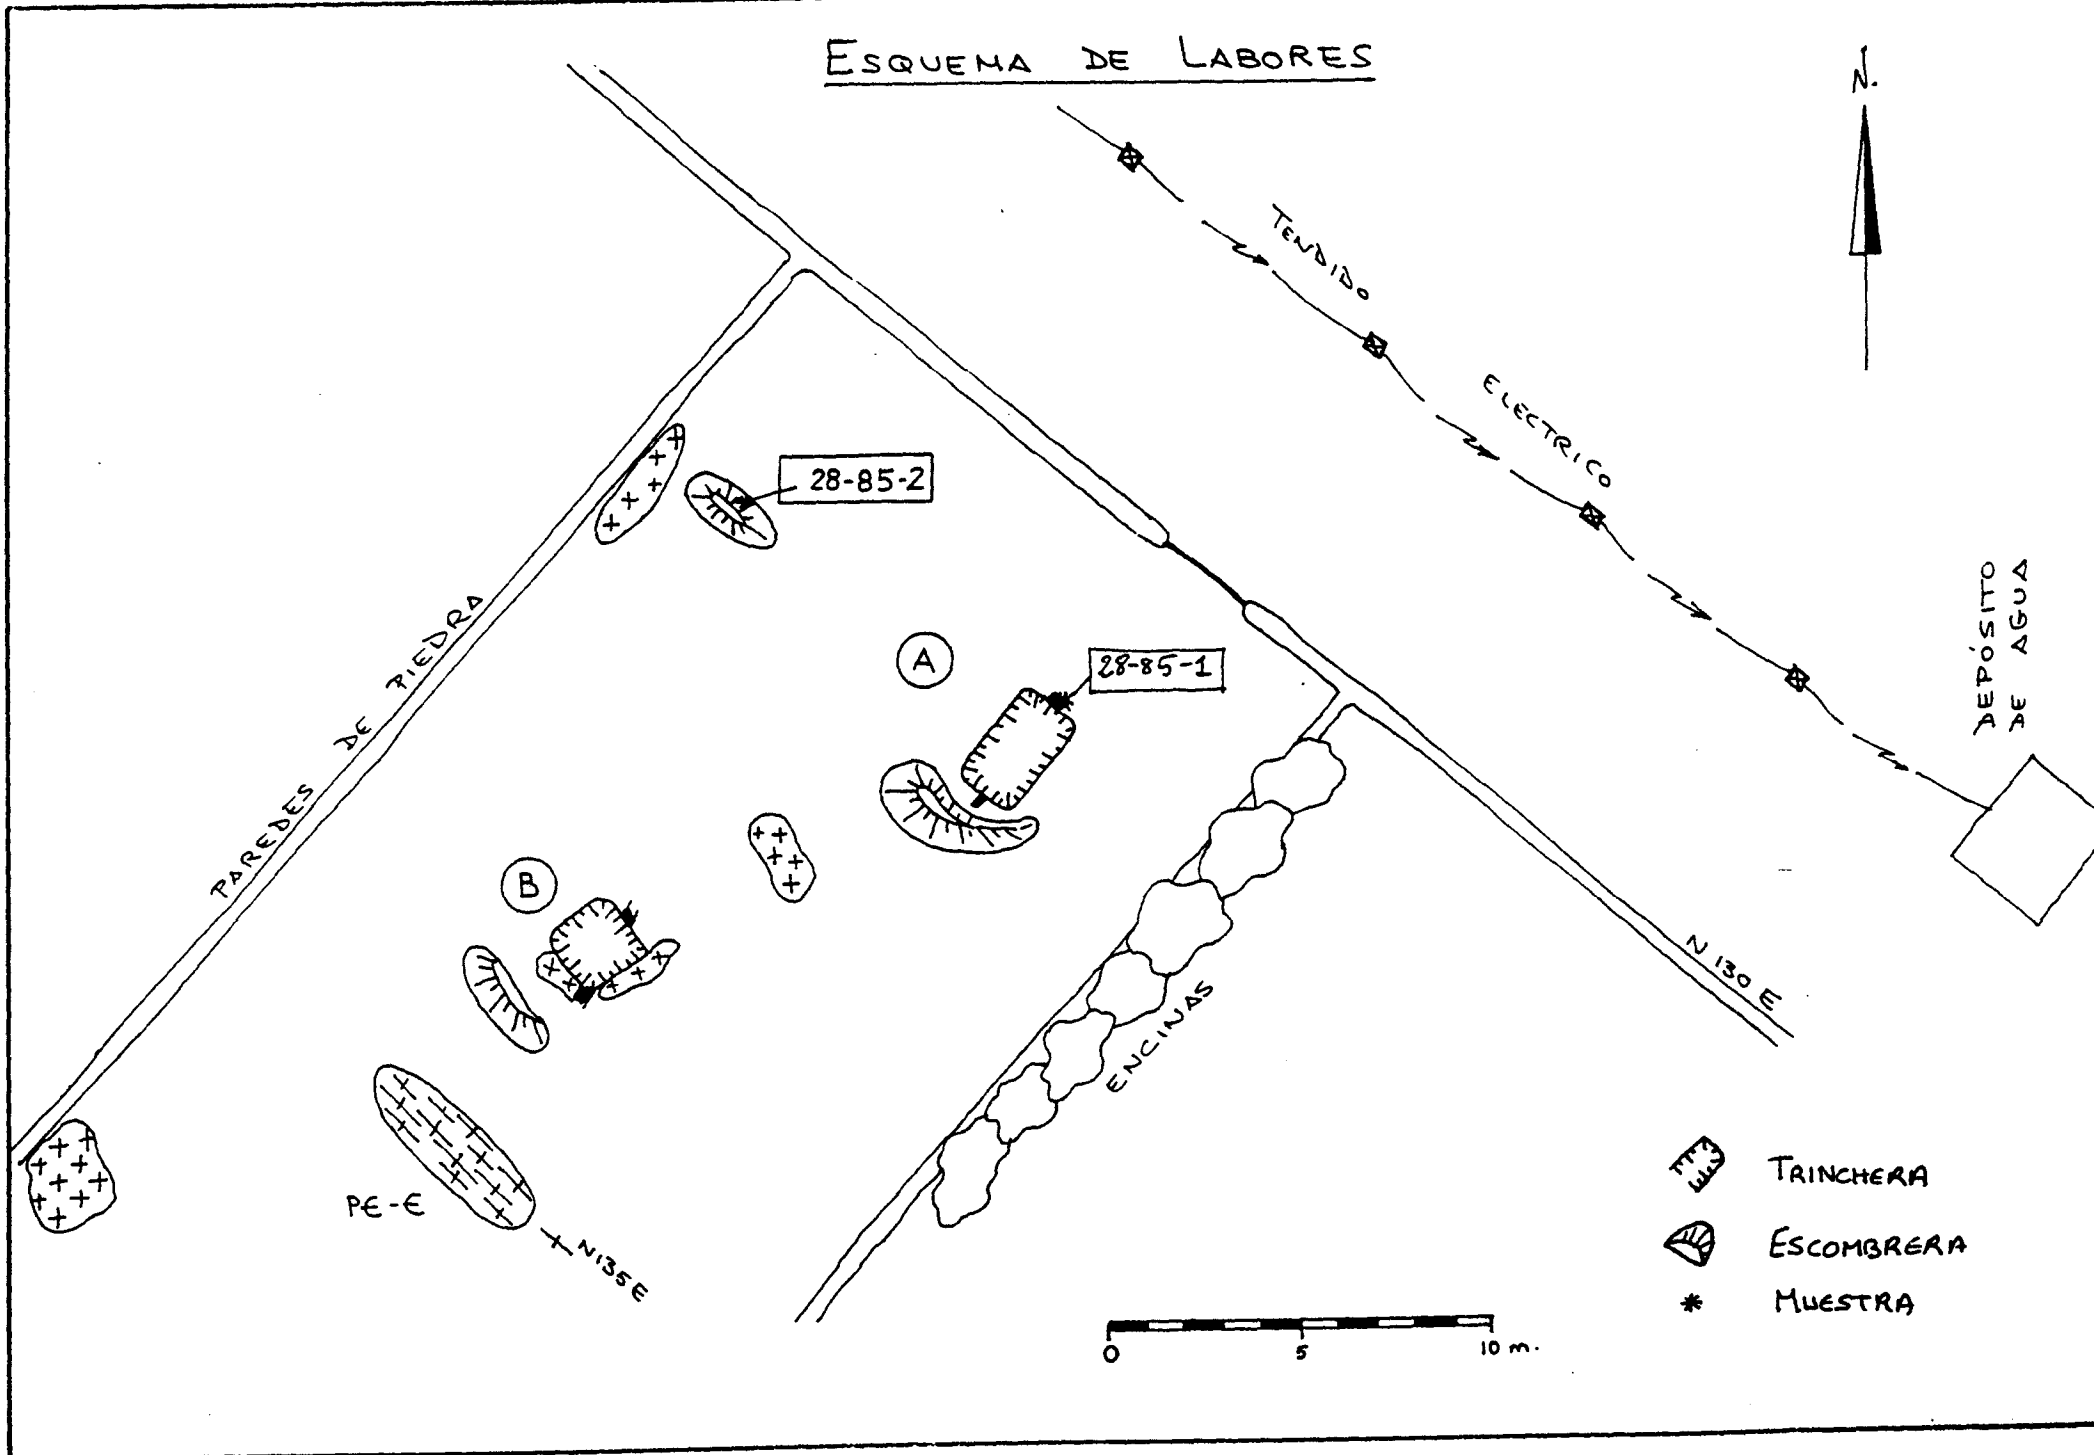 ESQUEMA DE LABORES
N.
TENDIDO ELECTRICO
28-85-2
DEPÓSITO
DE AGUA
PAREDES DE PIEDRA
A
28-85-1
B
N 130 E
ENCINAS
PЄ-Є
N135E
TRINCHERA
ESCOMBRERA
MUESTRA
0 5 10 m.